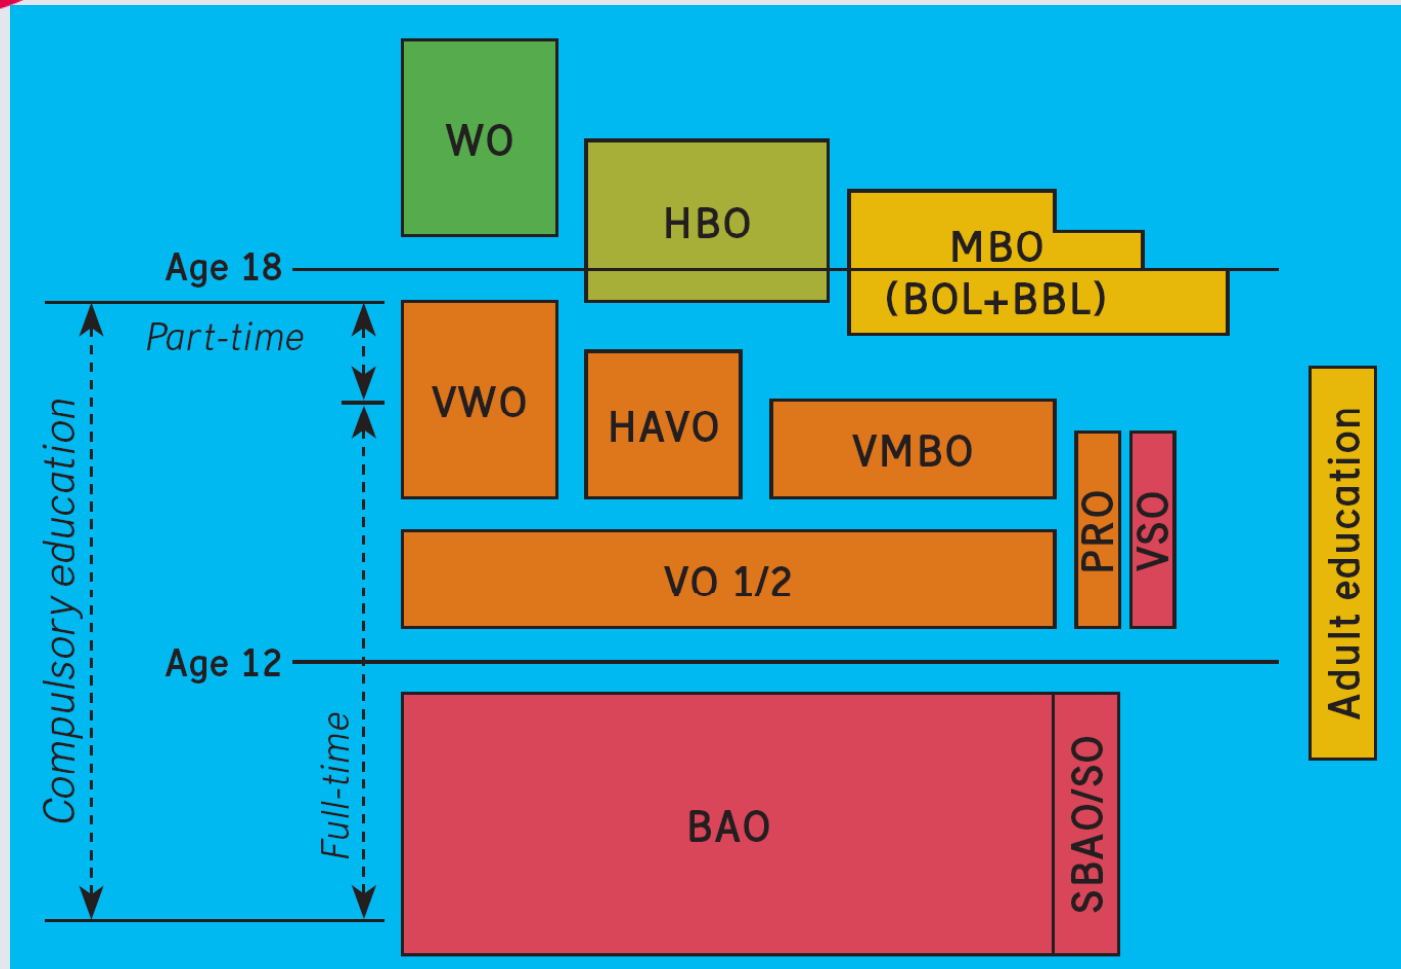 WO
HBO
MBO
Age 18
(BOL+BBL)
Part-time
VWO
HAVO
VMBO
PRO
VSO
VO 1/2
Compulsory education
Adult education
Age 12
Full-time
BAO
SBAO/SO